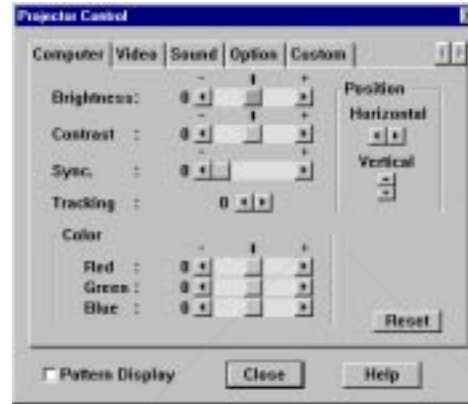 Projector Control
Computer Video Sound Option Custom
Brightness: 0 - +
Contrast : 0 - +
Sync. : 0 - +
Tracking : 0
Position
Horizontal
Vertical
Color
Red : 0 - +
Green : 0
Blue : 0
Reset
Pattern Display Close Help